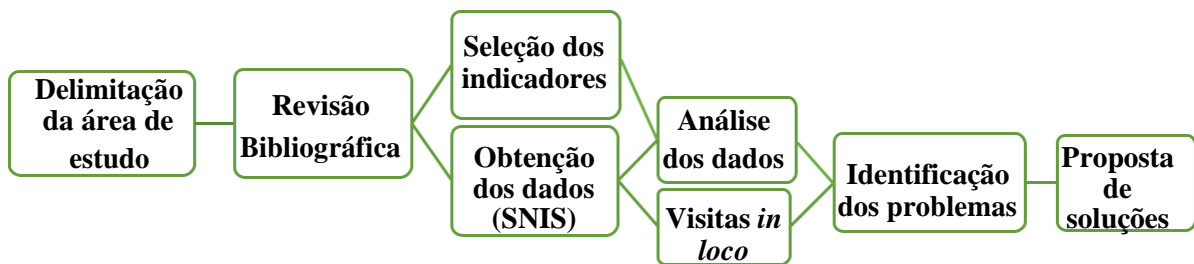 Delimitação
da área de
estudo
Revisão
Bibliográfica
Seleção dos
indicadores
Obtenção
dos dados
(SNIS)
Análise
dos dados
Visitas in
loco
Identificação
dos problemas
Proposta
de
soluções